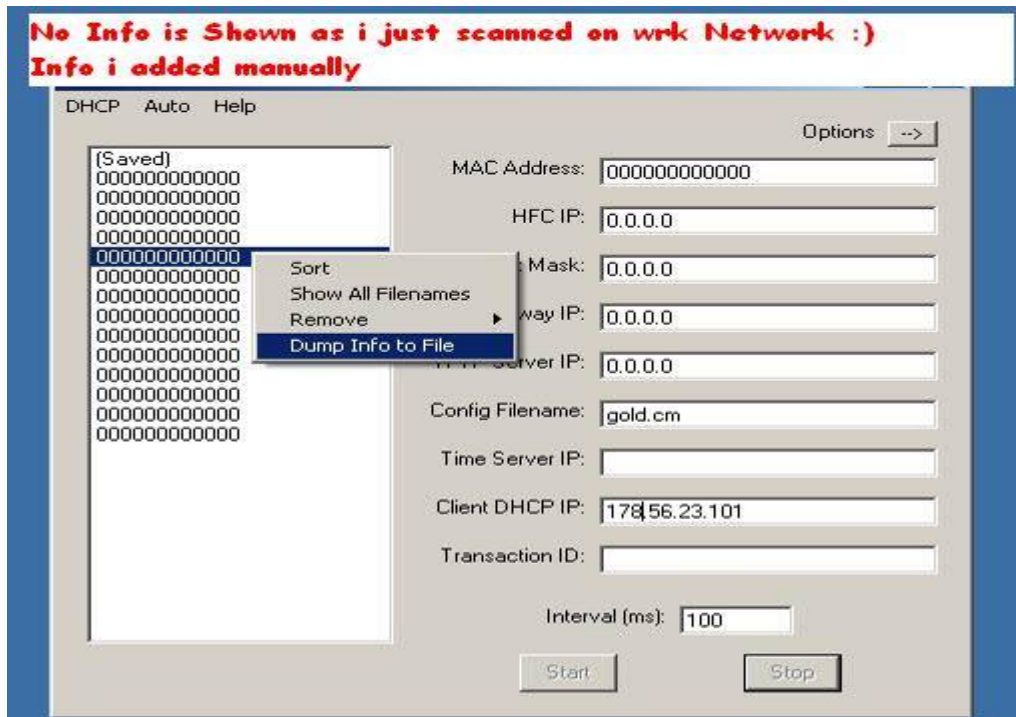 No Info is Shown as i just scanned on wrk Network :)
Info i added manually
DHCP Auto Help
Options -->
(Saved)
000000000000
000000000000
000000000000
000000000000
000000000000
000000000000
000000000000
000000000000
000000000000
000000000000
000000000000
000000000000
000000000000
000000000000
Sort
Show All Filenames
Remove
Dump Info to File
MAC Address: 000000000000
HFC IP: 0.0.0.0
Mask: 0.0.0.0
way IP: 0.0.0.0
Server IP: 0.0.0.0
Config Filename: gold.cm
Time Server IP:
Client DHCP IP: 178.56.23.101
Transaction ID:
Interval (ms): 100
Start
Stop